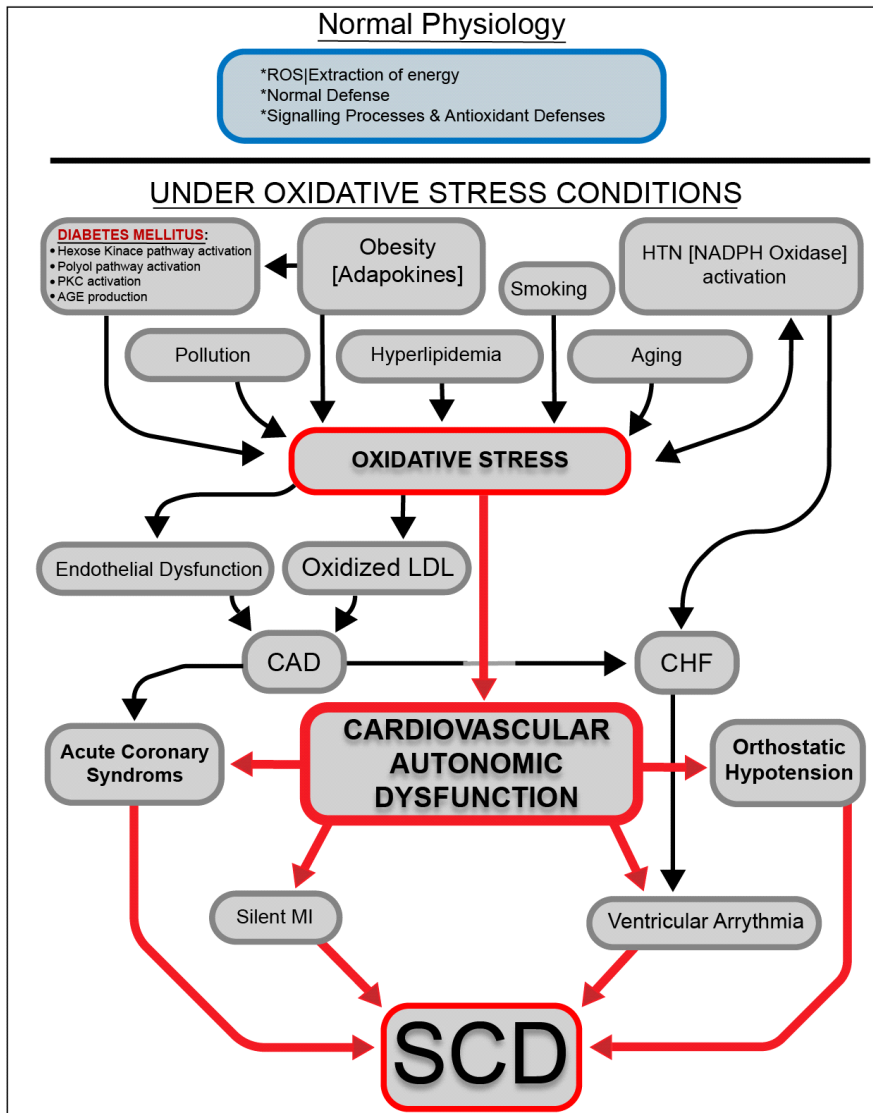 Normal Physiology
*ROS|Extraction of energy
*Normal Defense
*Signalling Processes & Antioxidant Defenses
UNDER OXIDATIVE STRESS CONDITIONS
DIABETES MELLITUS:
• Hexose Kinace pathway activation
• Polyol pathway activation
• PKC activation
• AGE production
Obesity
[Adapokines]
Smoking
HTN [NADPH Oxidase]
activation
Pollution
Hyperlipidemia
Aging
OXIDATIVE STRESS
Endothelial Dysfunction
Oxidized LDL
CAD
CHF
Acute Coronary
Syndroms
CARDIOVASCULAR
AUTONOMIC
DYSFUNCTION
Orthostatic
Hypotension
Silent MI
Ventricular Arrythmia
SCD